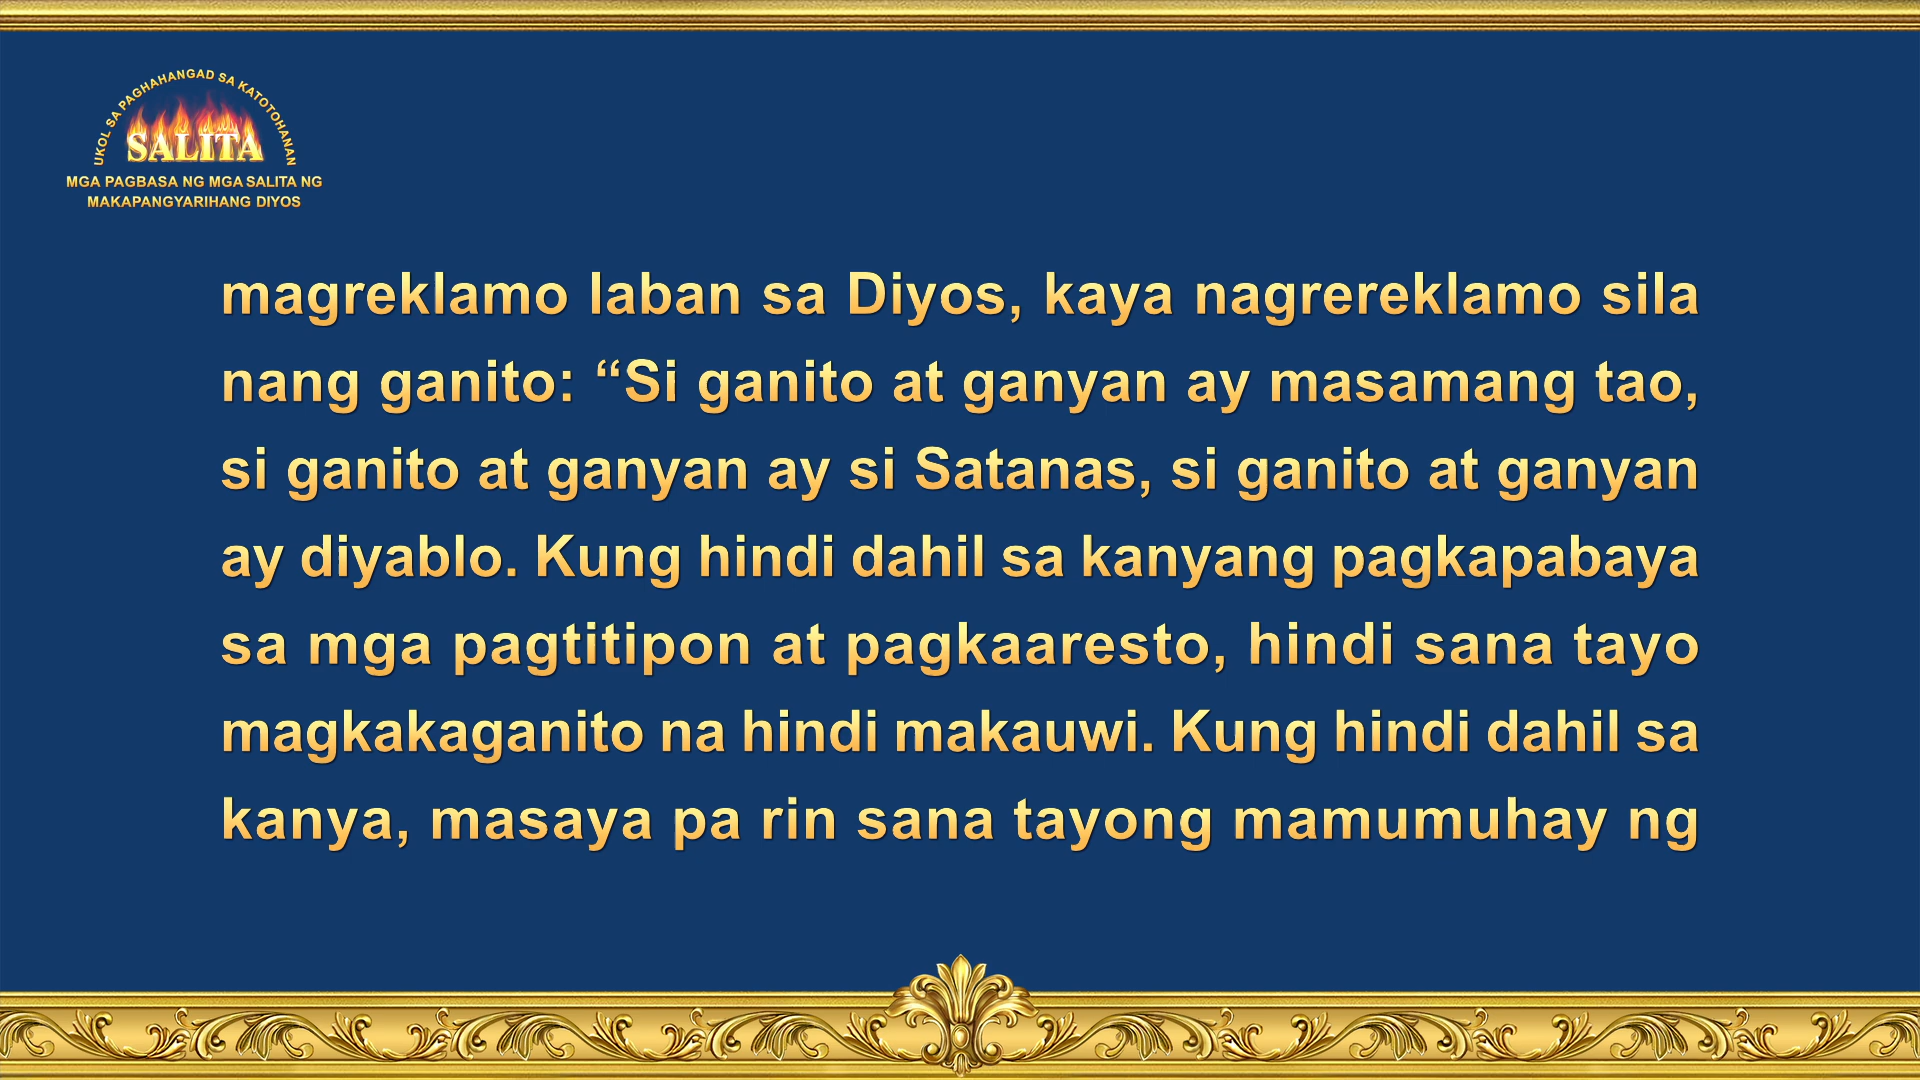 UKOL SA PAGHAHANGAD SA KATOTOHANAN
SALITA
MGA PAGBASA NG MGA SALITA NG
MAKAPANGYARIHANG DIYOS
magreklamo laban sa Diyos, kaya nagrereklamo sila
nang ganito: “Si ganito at ganyan ay masamang tao,
si ganito at ganyan ay si Satanas, si ganito at ganyan
ay diyablo. Kung hindi dahil sa kanyang pagkapabaya
sa mga pagtitipon at pagkaaresto, hindi sana tayo
magkakaganito na hindi makauwi. Kung hindi dahil sa
kanya, masaya pa rin sana tayong mamumuhay ng